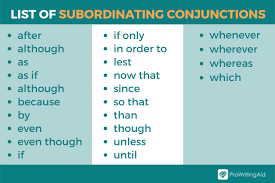 LIST OF SUBORDINATING CONJUNCTIONS
• after
• although
• as
• as if
• although
• because
• by
• even
• even though
• if
• if only
• in order to
• lest
• now that
• since
• so that
• than
• though
• unless
• until
• whenever
• wherever
• whereas
• which
ProWritingAid